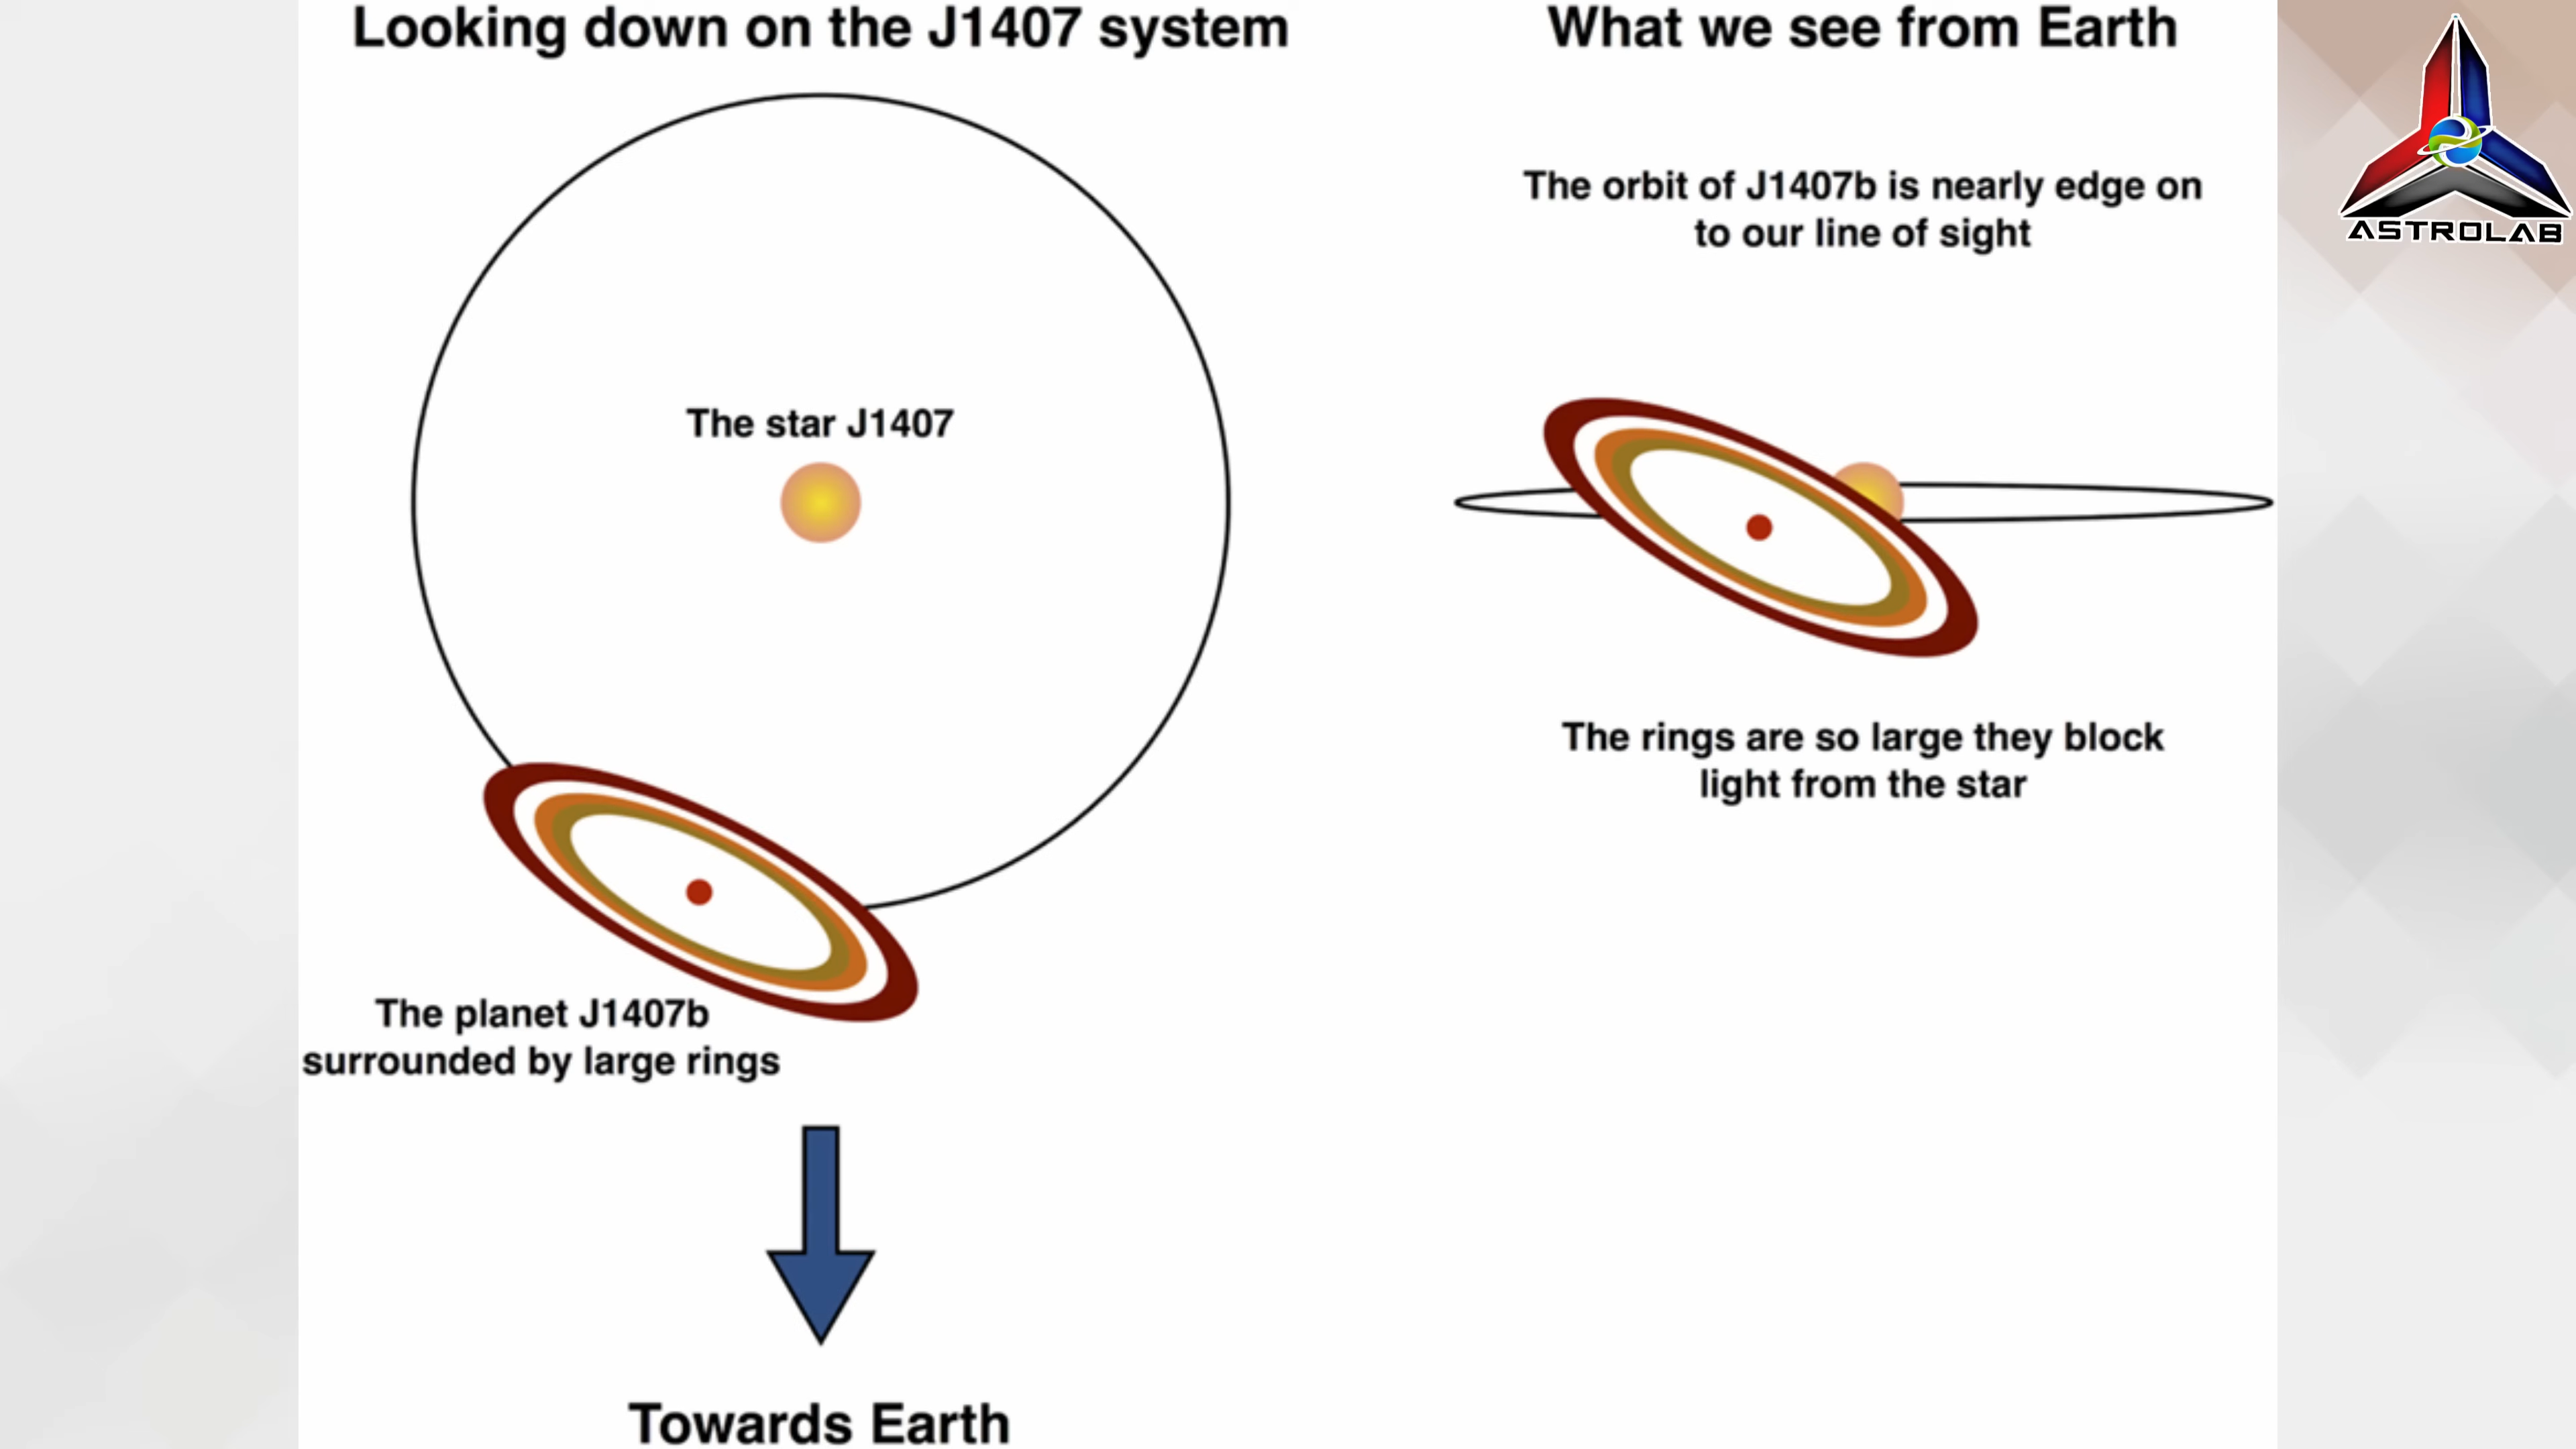 Looking down on the J1407 system
The star J1407
The planet J1407b
surrounded by large rings
Towards Earth
What we see from Earth
The orbit of J1407b is nearly edge on
to our line of sight
The rings are so large they block
light from the star
ASTROLAB